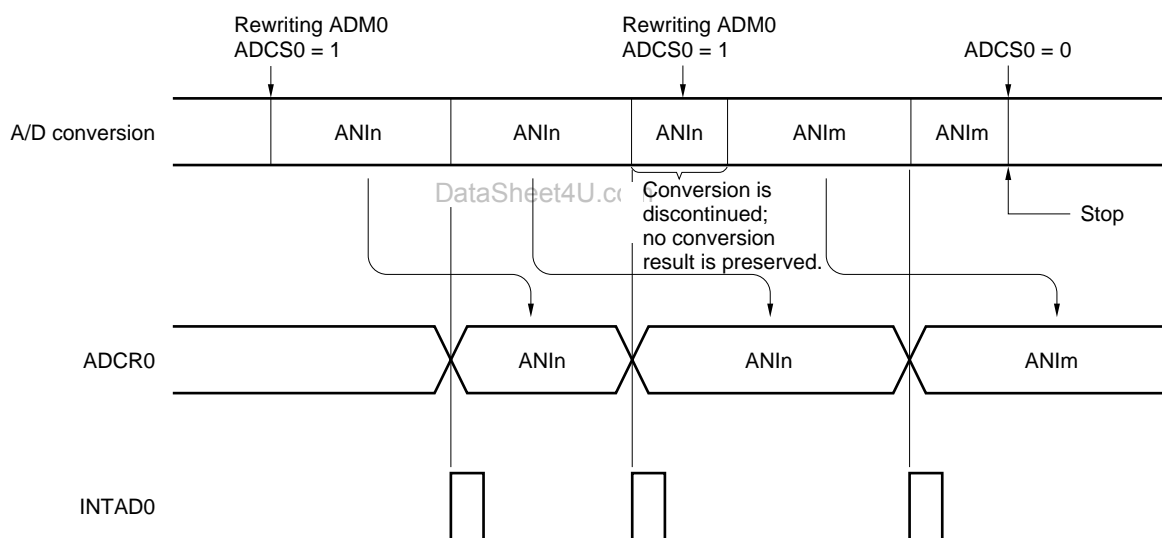 Rewriting ADM0
ADCS0 = 1
Rewriting ADM0
ADCS0 = 1
ADCS0 = 0
A/D conversion
ANIn
ANIn
ANIn
ANIm
ANIm
DataSheet4U.co
Conversion is
discontinued;
no conversion
result is preserved.
Stop
ADCR0
ANIn
ANIn
ANIm
INTAD0